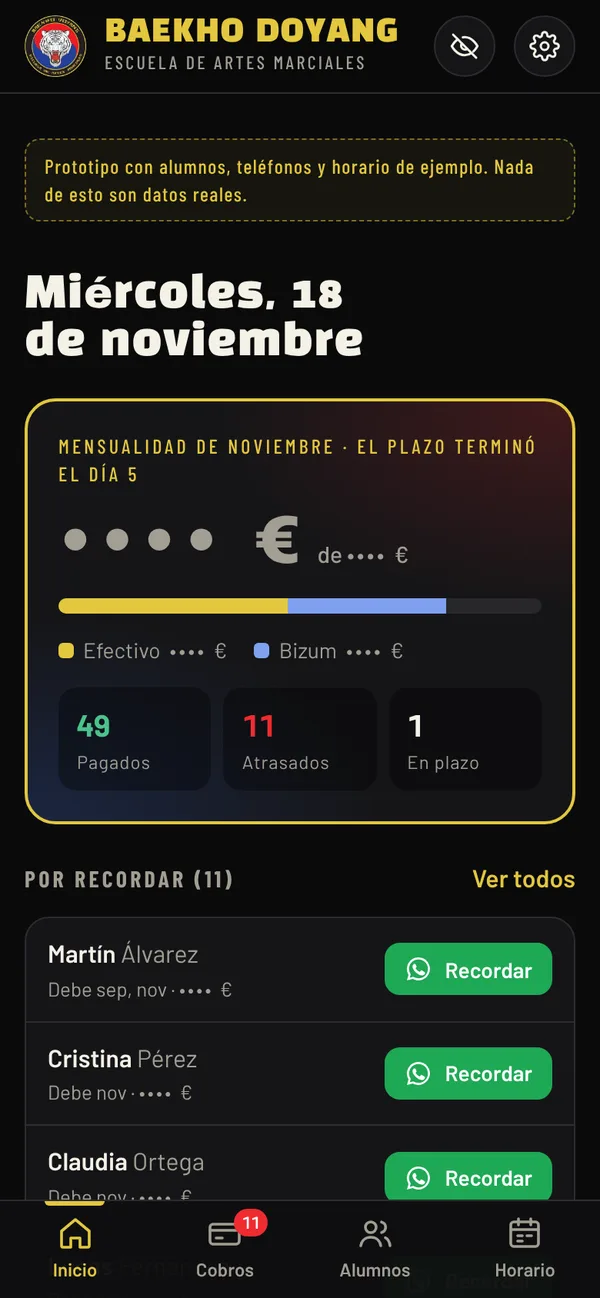 BAEKHO DOYANG
ESCUELA DE ARTES MARCIALES
Prototipo con alumnos, teléfonos y horario de ejemplo. Nada
de esto son datos reales.
Miércoles, 18
de noviembre
MENSUALIDAD DE NOVIEMBRE · EL PLAZO TERMINÓ
EL DÍA 5
•••• € de •••• €
Efectivo •••• € Bizum •••• €
49 11 1
Pagados Atrasados En plazo
POR RECORDAR (11) Ver todos
Martín Álvarez
Debe sep, nov · •••• €
Recordar
Cristina Pérez
Debe nov · •••• €
Recordar
Claudia Ortega
Debe nov · •••• €
Recordar
11
Inicio Cobros Alumnos Horario